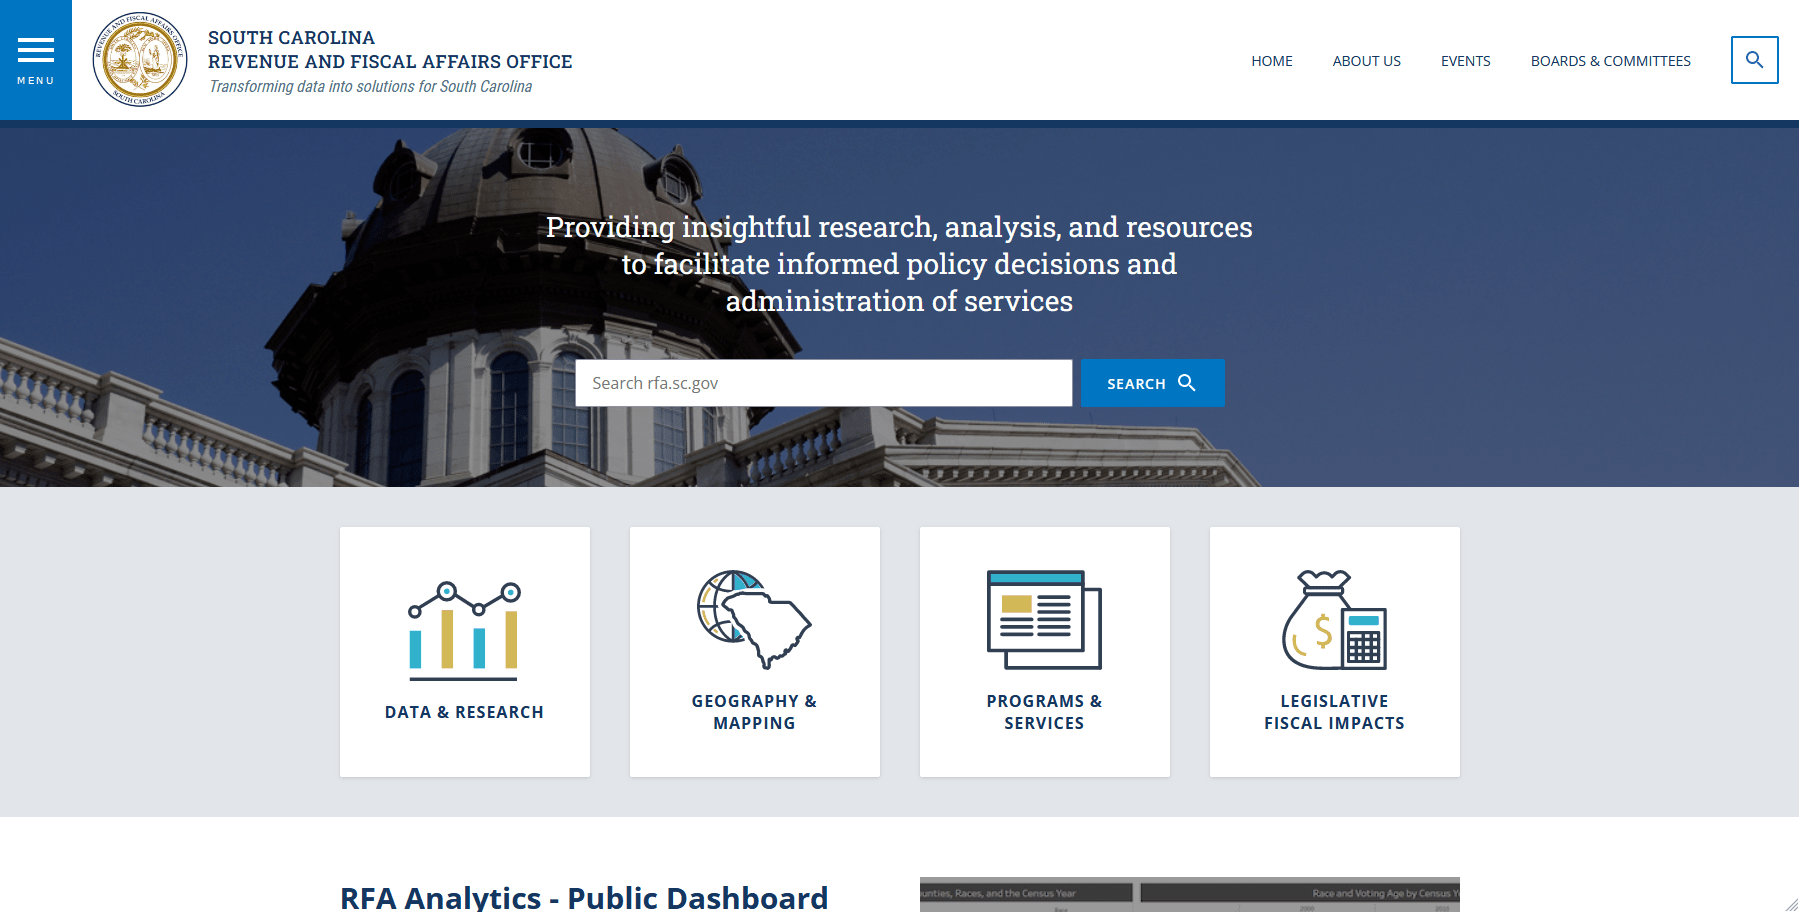 MENU
REVENUE AND FISCAL AFFAIRS OFFICE
SOUTH CAROLINA
SOUTH CAROLINA
REVENUE AND FISCAL AFFAIRS OFFICE
Transforming data into solutions for South Carolina
HOME
ABOUT US
EVENTS
BOARDS & COMMITTEES
Providing insightful research, analysis, and resources
to facilitate informed policy decisions and
administration of services
Search rfa.sc.gov
SEARCH
DATA & RESEARCH
GEOGRAPHY &
MAPPING
PROGRAMS &
SERVICES
$
LEGISLATIVE
FISCAL IMPACTS
RFA Analytics - Public Dashboard
unties, Races, and the Census Year
Race and Voting Age by Census Y
Race
2000
2010